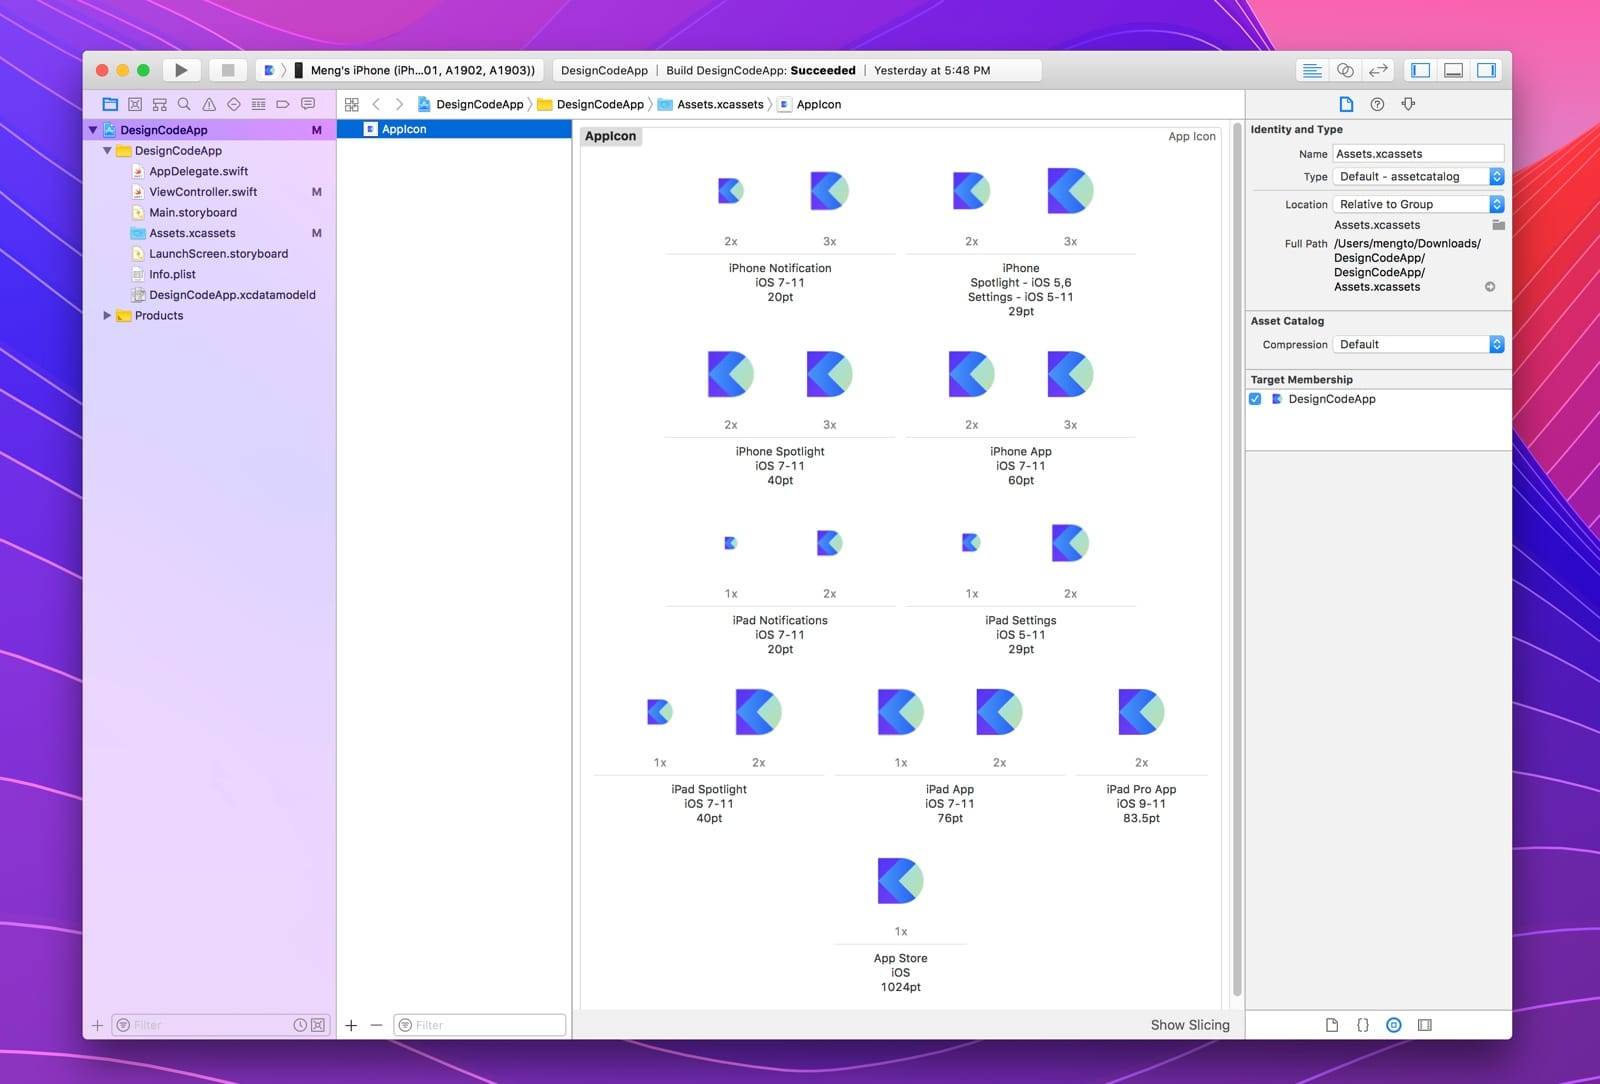 Meng's iPhone (iPh...01, A1902, A1903))
DesignCodeApp | Build DesignCodeApp: Succeeded | Yesterday at 5:48 PM
DesignCodeApp
DesignCodeApp
Assets.xcassets
AppIcon
DesignCodeApp M
DesignCodeApp
AppDelegate.swift
ViewController.swift M
Main.storyboard
Assets.xcassets M
LaunchScreen.storyboard
Info.plist
DesignCodeApp.xcdatamodeld
Products
Filter
AppIcon
Filter
AppIcon
App Icon
2x 3x
iPhone Notification
iOS 7-11
20pt
2x 3x
iPhone
Spotlight - iOS 5,6
Settings - iOS 5-11
29pt
2x 3x
iPhone Spotlight
iOS 7-11
40pt
2x 3x
iPhone App
iOS 7-11
60pt
1x 2x
iPad Notifications
iOS 7-11
20pt
1x 2x
iPad Settings
iOS 5-11
29pt
1x 2x
iPad Spotlight
iOS 7-11
40pt
1x 2x
iPad App
iOS 7-11
76pt
2x
iPad Pro App
iOS 9-11
83.5pt
1x
App Store
iOS
1024pt
Show Slicing
Identity and Type
Name Assets.xcassets
Type Default - assetcatalog
Location Relative to Group
Assets.xcassets
Full Path /Users/mengto/Downloads/
DesignCodeApp/
DesignCodeApp/
Assets.xcassets
Asset Catalog
Compression Default
Target Membership
DesignCodeApp